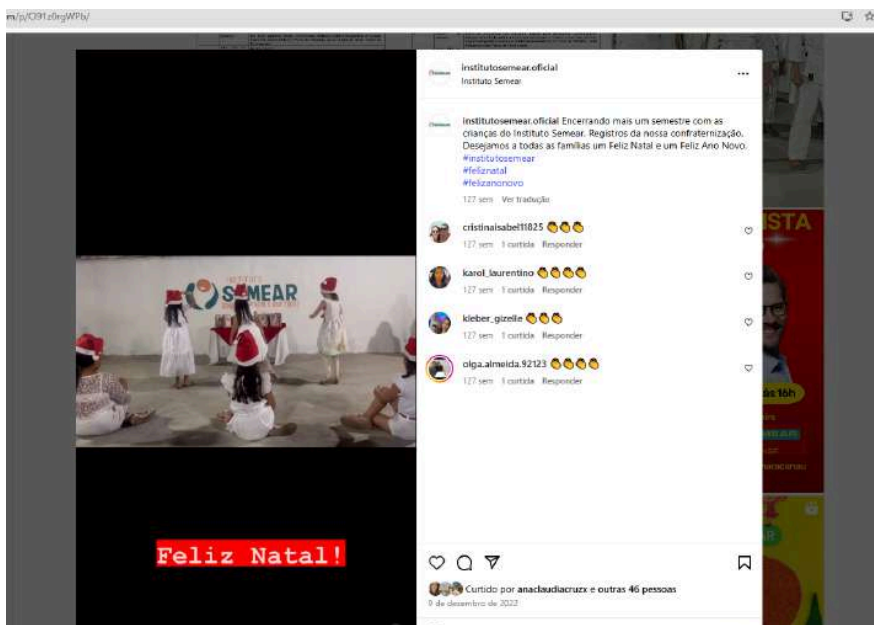 institutosemear.oficial
Instituto Semear
institutosemear.oficial Encerrando mais um semestre com as
crianças do Instituto Semear. Registros da nossa confraternização.
Desejamos a todas as famílias um Feliz Natal e um Feliz Ano Novo.
#institutosemear
#feliznatal
#felizanonovo
127 sem Ver tradução
cristinaisabel11825 👏👏👏
127 sem 1 curtida Responder
karol_laurentino 👏👏👏👏
127 sem 1 curtida Responder
kleber_gizelle 👏👏👏
127 sem 1 curtida Responder
olga.almeida.92123 👏👏👏👏
127 sem 1 curtida Responder
INSTITUTO
SEMEAR
Feliz Natal!
Curtido por anaclaudiacruzx e outras 46 pessoas
9 de dezembro de 2022
ISTA
às 16h